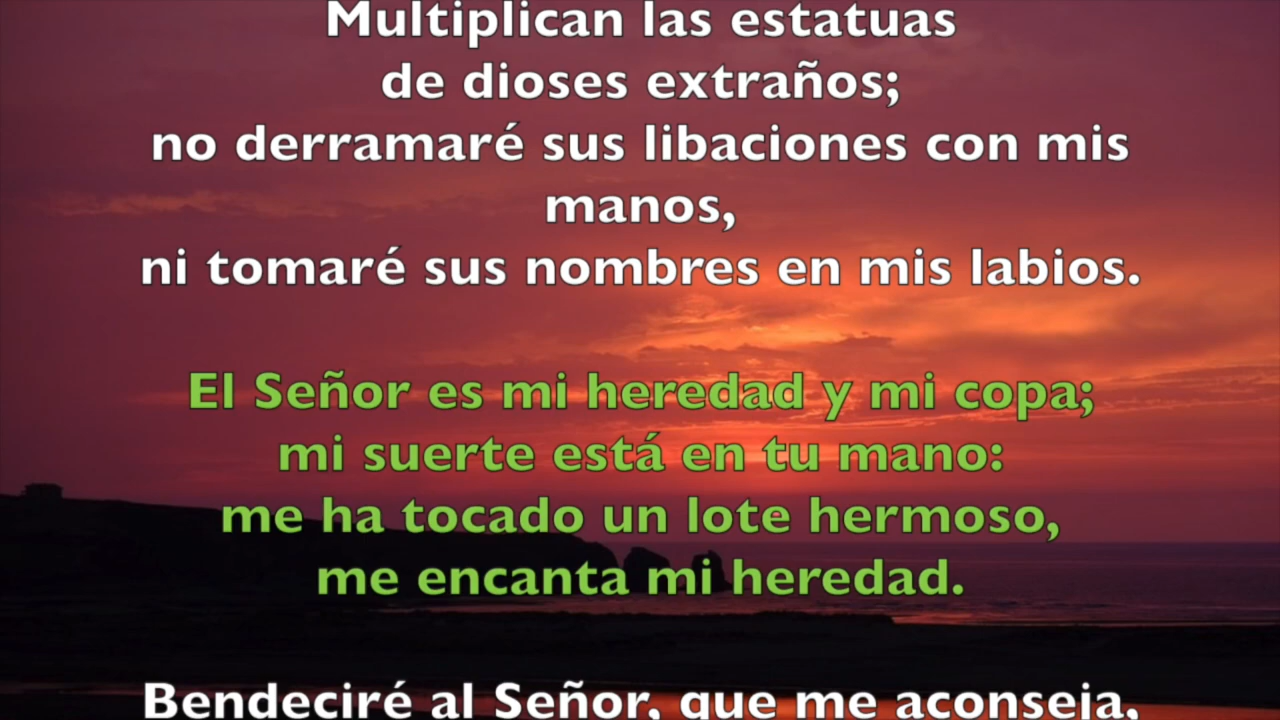 Multiplican las estatuas
de dioses extraños;
no derramaré sus libaciones con mis
manos,
ni tomaré sus nombres en mis labios.
El Señor es mi heredad y mi copa;
mi suerte está en tu mano:
me ha tocado un lote hermoso,
me encanta mi heredad.
Bendeciré al Señor, que me aconseja,